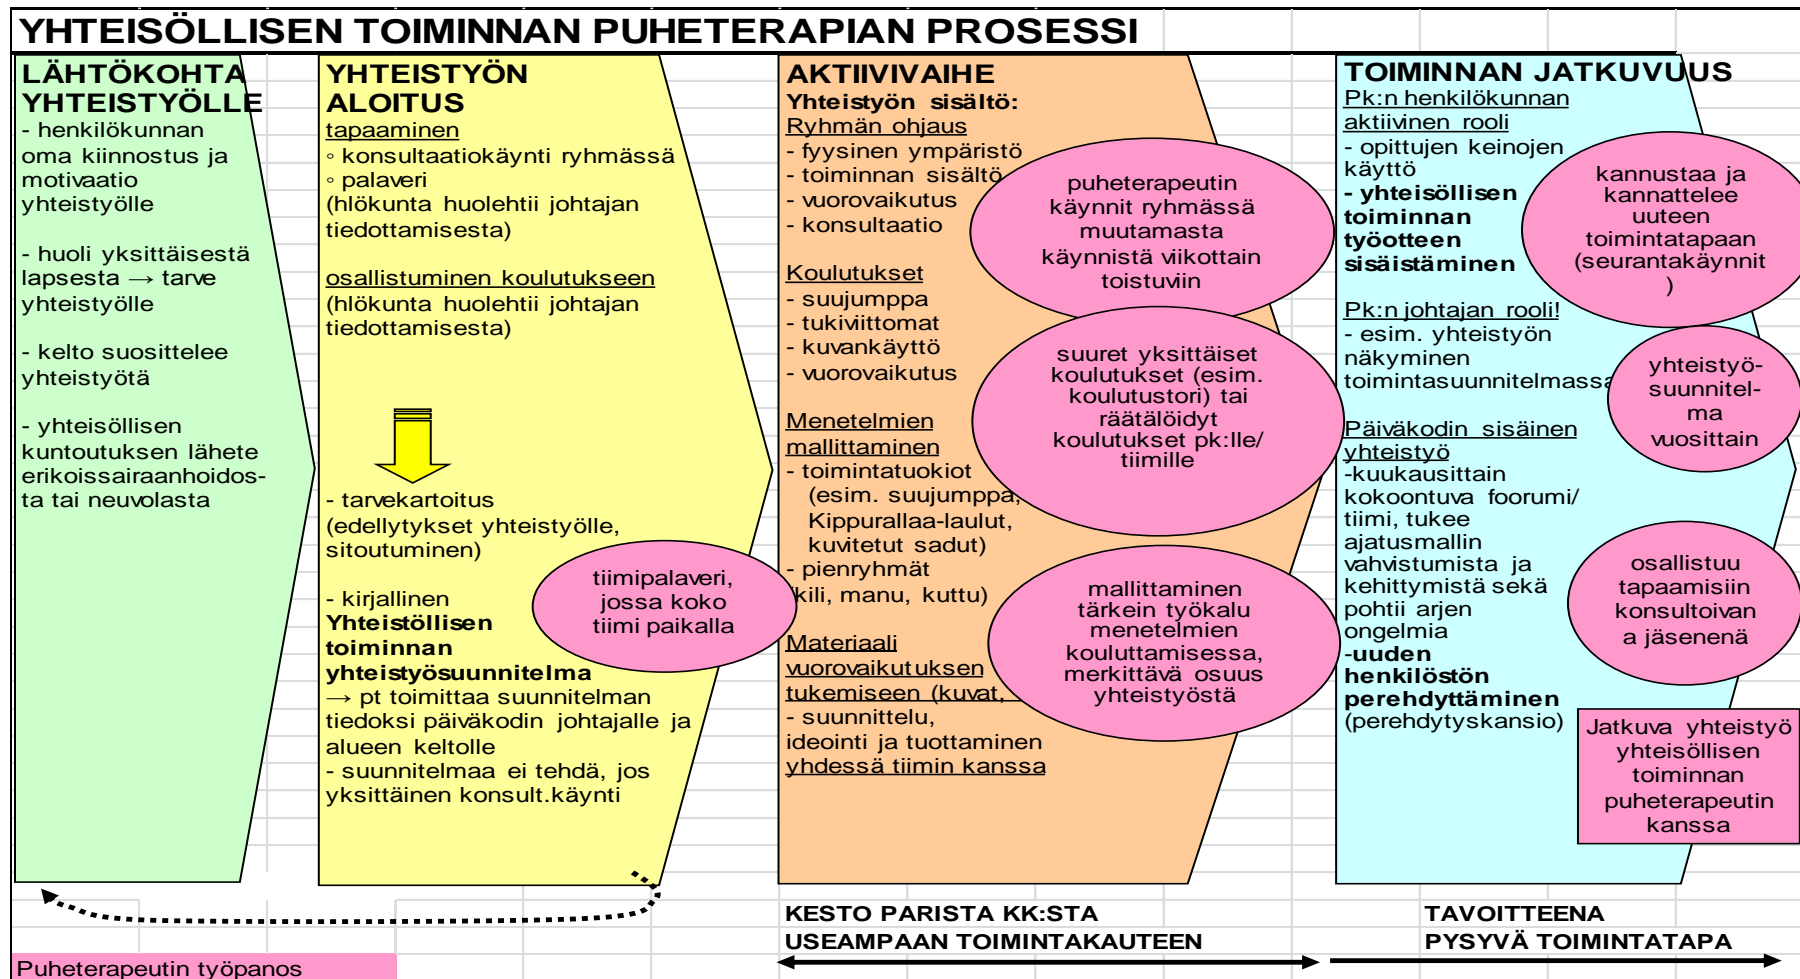 YHTEISÖLLISEN TOIMINNAN PUHETERAPIAN PROSESSI
LÄHTÖKOHTA
YHTEISTYÖLLE
- henkilökunnan
oma kiinnostus ja
motivaatio
yhteistyölle
- huoli yksittäisestä
lapsesta → tarve
yhteistyölle
- kelto suosittelee
yhteistyötä
- yhteisöllisen
kuntoutuksen lähete
erikoissairaanhoidos-
ta tai neuvolasta
YHTEISTYÖN
ALOITUS
tapaaminen
◦ konsultaatiokäynti ryhmässä
◦ palaveri
(hlökunta huolehtii johtajan
tiedottamisesta)
osallistuminen koulutukseen
(hlökunta huolehtii johtajan
tiedottamisesta)
- tarvekartoitus
(edellytykset yhteistyölle,
sitoutuminen)
- kirjallinen
Yhteistöllisen
toiminnan
yhteistyösuunnitelma
→ pt toimittaa suunnitelman
tiedoksi päiväkodin johtajalle ja
alueen keltolle
- suunnitelmaa ei tehdä, jos
yksittäinen konsult.käynti
tiimipalaveri,
jossa koko
tiimi paikalla
AKTIIVIVAIHE
Yhteistyön sisältö:
Ryhmän ohjaus
- fyysinen ympäristö
- toiminnan sisältö
- vuorovaikutus
- konsultaatio
Koulutukset
- suujumppa
- tukiviittomat
- kuvankäyttö
- vuorovaikutus
Menetelmien
mallittaminen
- toimintatuokiot
(esim. suujumppa,
Kippurallaa-laulut,
kuvitetut sadut)
- pienryhmät
kili, manu, kuttu)
Materiaali
vuorovaikutuksen
tukemiseen (kuvat,
- suunnittelu,
ideointi ja tuottaminen
yhdessä tiimin kanssa
puheterapeutin
käynnit ryhmässä
muutamasta
käynnistä viikottain
toistuviin
suuret yksittäiset
koulutukset (esim.
koulutustori) tai
räätälöidyt
koulutukset pk:lle/
tiimille
mallittaminen
tärkein työkalu
menetelmien
kouluttamisessa,
merkittävä osuus
yhteistyöstä
TOIMINNAN JATKUVUUS
Pk:n henkilökunnan
aktiivinen rooli
- opittujen keinojen
käyttö
- yhteisöllisen
toiminnan
työotteen
sisäistäminen
Pk:n johtajan rooli!
- esim. yhteistyön
näkyminen
toimintasuunnitelmassa
Päiväkodin sisäinen
yhteistyö
-kuukausittain
kokoontuva foorumi/
tiimi, tukee
ajatusmallin
vahvistumista ja
kehittymistä sekä
pohtii arjen
ongelmia
-uuden
henkilöstön
perehdyttäminen
(perehdytyskansio)
kannustaa ja
kannattelee
uuteen
toimintatapaan
(seurantakäynnit
)
yhteistyö-
suunnitel-
ma
vuosittain
osallistuu
tapaamisiin
konsultoivan
a jäsenenä
Jatkuva yhteistyö
yhteisöllisen
toiminnan
puheterapeutin
kanssa
KESTO PARISTA KK:STA
USEAMPAAN TOIMINTAKAUTEEN
TAVOITTEENA
PYSYVÄ TOIMINTATAPA
Puheterapeutin työpanos